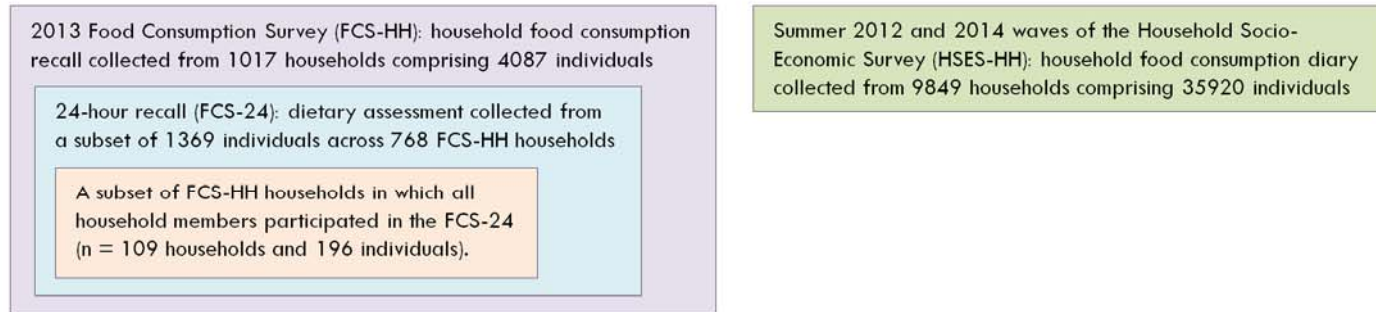 2013 Food Consumption Survey (FCS-HH): household food consumption
recall collected from 1017 households comprising 4087 individuals
24-hour recall (FCS-24): dietary assessment collected from
a subset of 1369 individuals across 768 FCS-HH households
A subset of FCS-HH households in which all
household members participated in the FCS-24
(n = 109 households and 196 individuals).
Summer 2012 and 2014 waves of the Household Socio-
Economic Survey (HSES-HH): household food consumption diary
collected from 9849 households comprising 35920 individuals